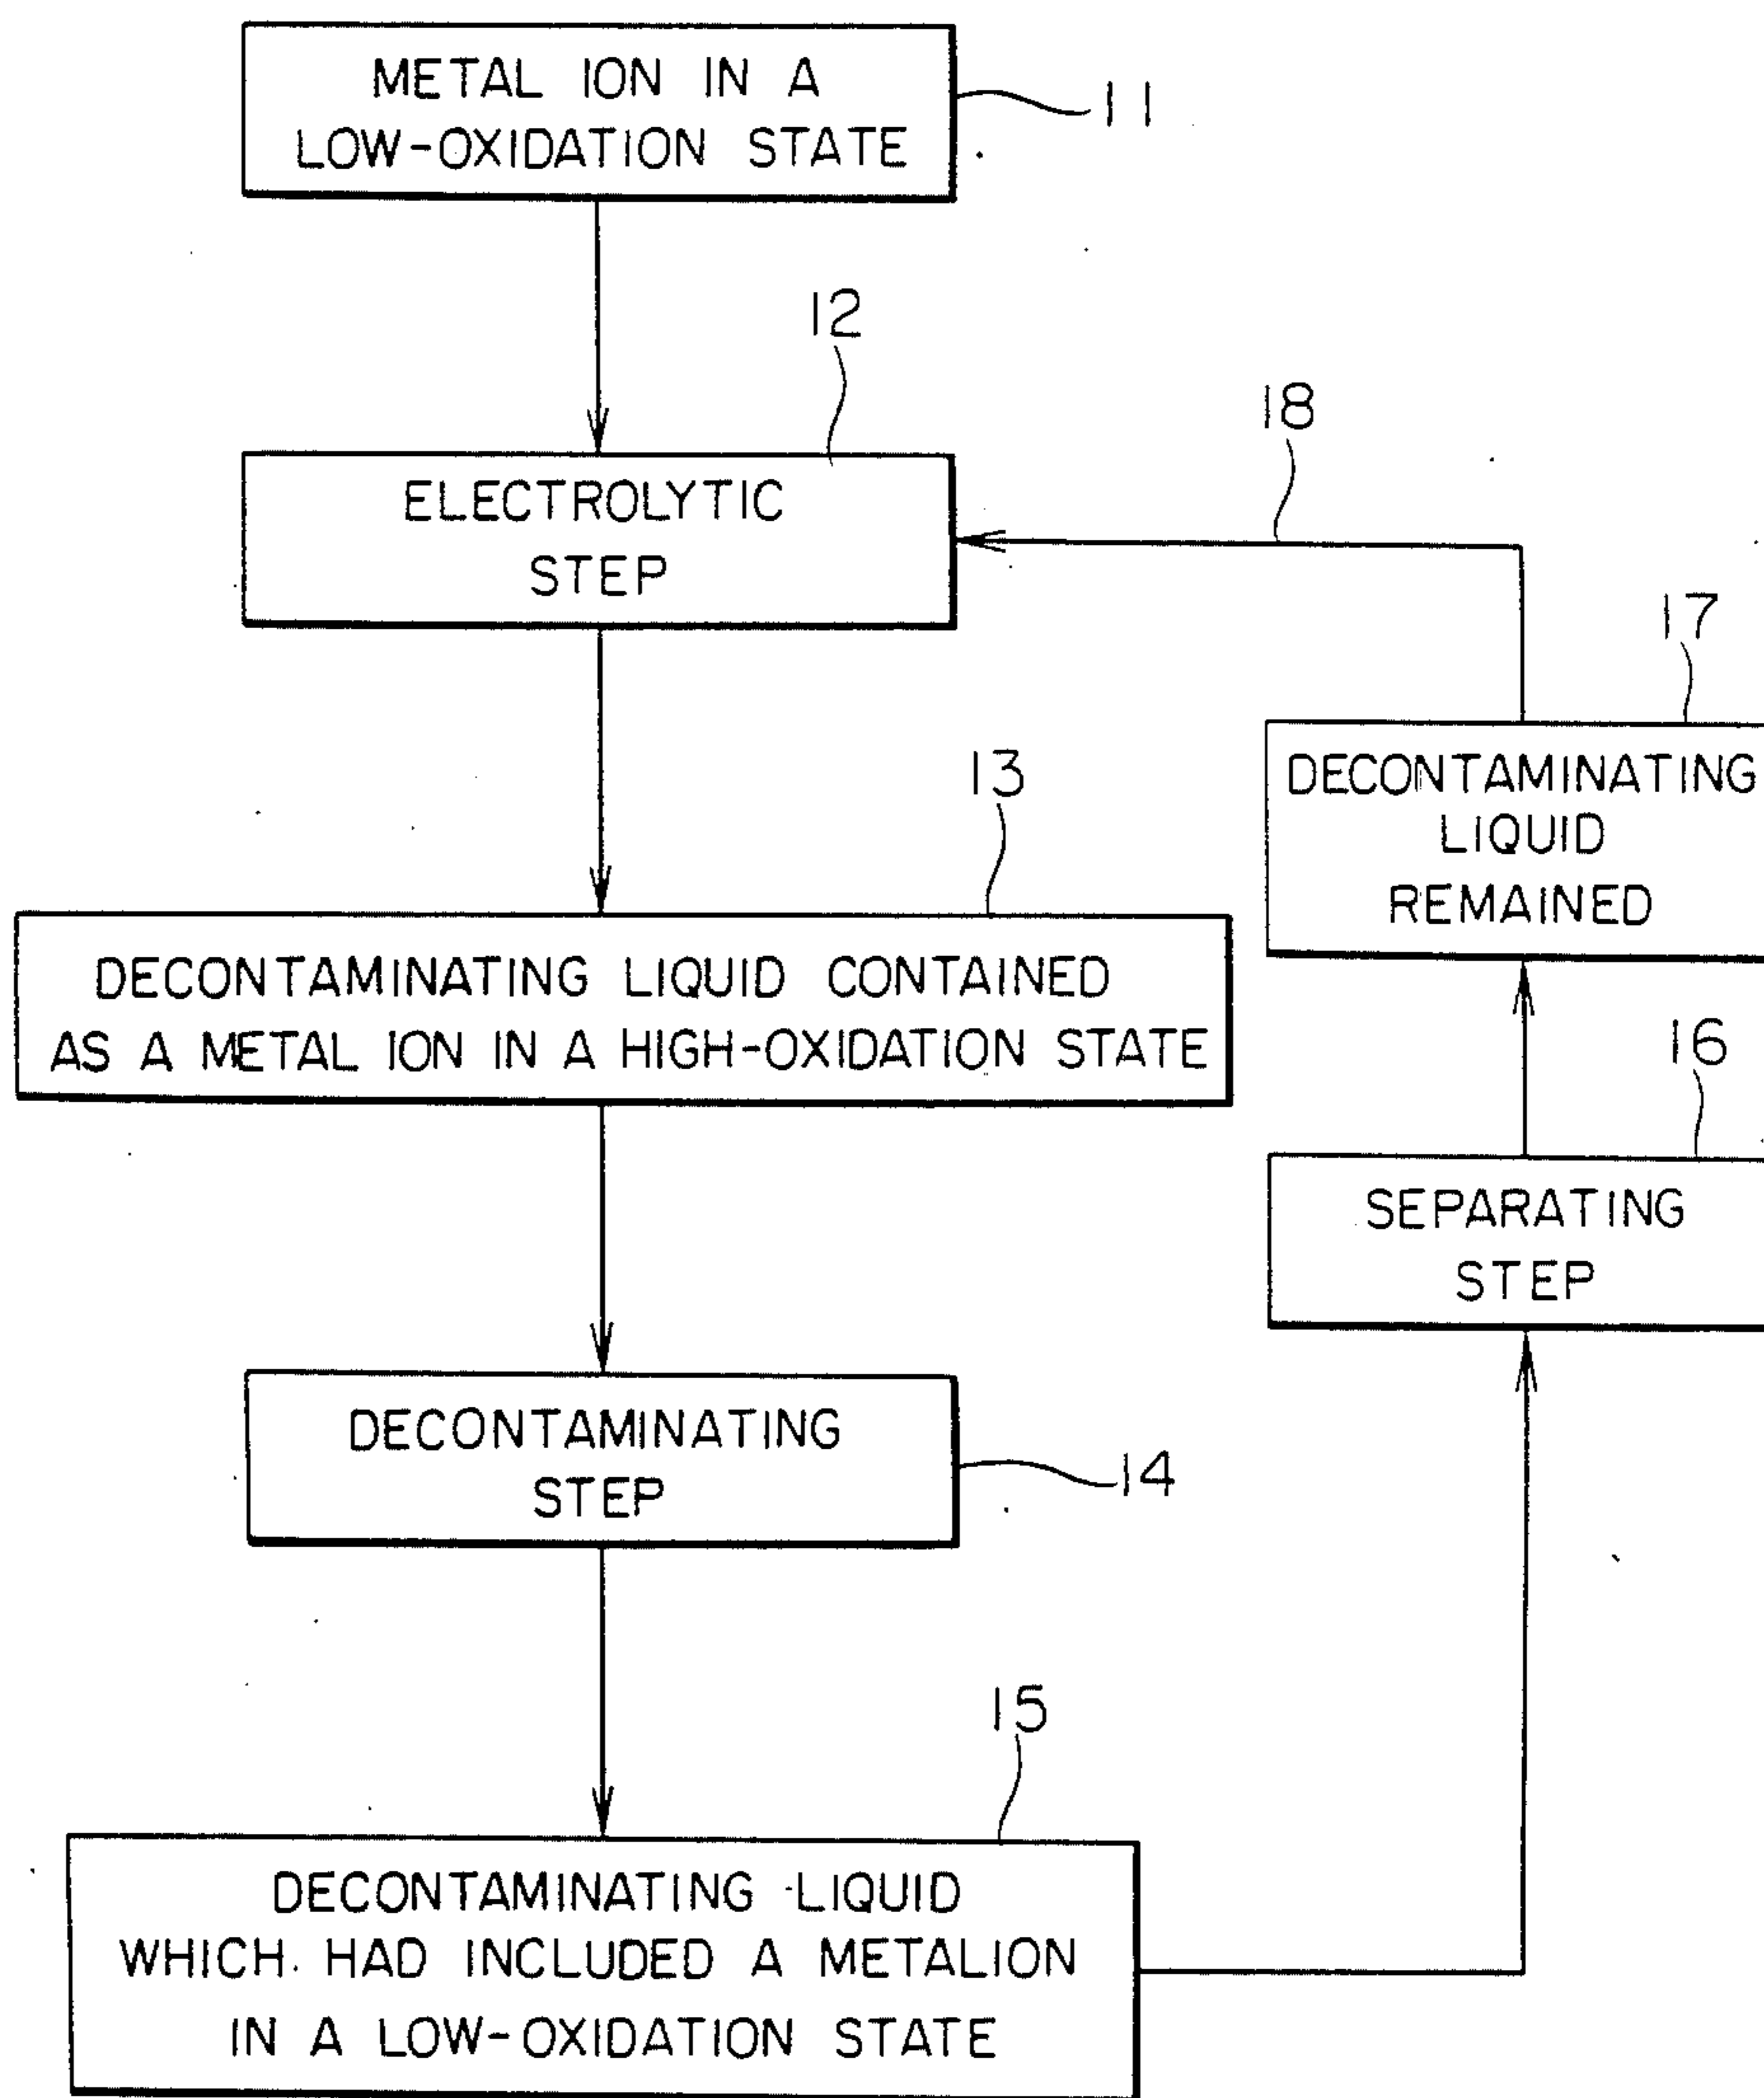 METAL ION IN A
LOW-OXIDATION STATE
11
12
ELECTROLYTIC
STEP
18
17
DECONTAMINATING
LIQUID
REMAINED
13
DECONTAMINATING LIQUID CONTAINED
AS A METAL ION IN A HIGH-OXIDATION STATE
16
SEPARATING
STEP
DECONTAMINATING
STEP
14
15
DECONTAMINATING LIQUID
WHICH HAD INCLUDED A METALION
IN A LOW-OXIDATION STATE